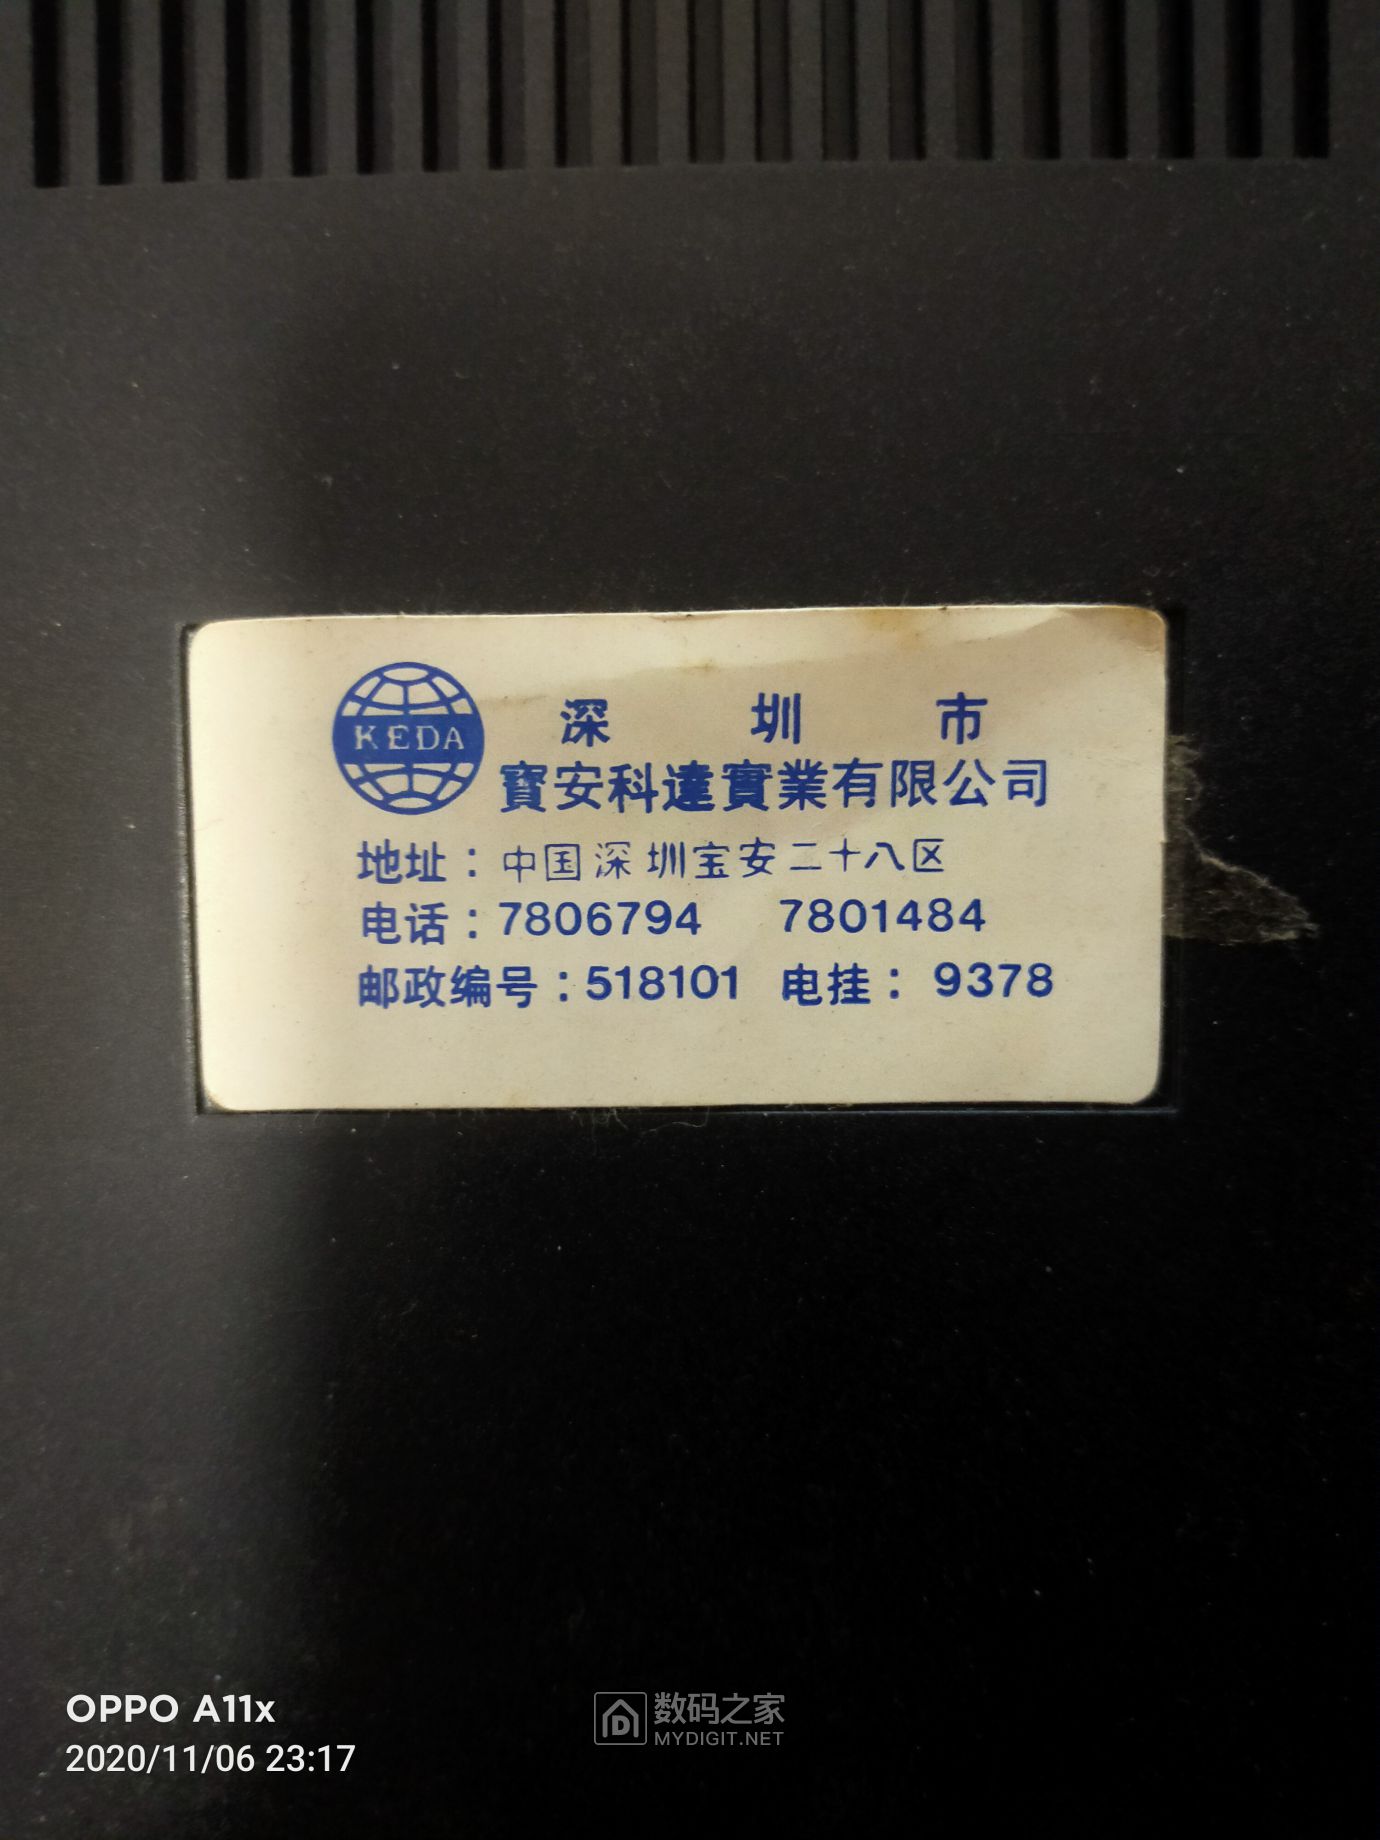 KEDA
深 圳 市
寳安科達實業有限公司
地址：中国深圳宝安二十八区
电话：7806794 7801484
邮政编号：518101 电挂：9378
OPPO A11x
2020/11/06 23:17
数码之家
MYDIGIT.NET